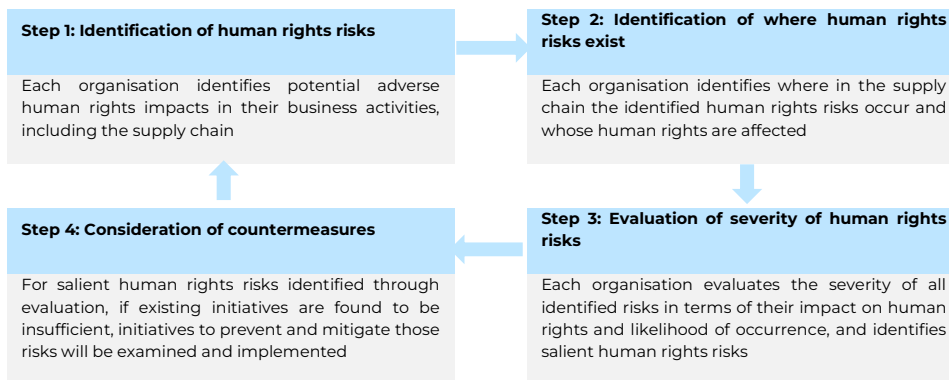 Step 1: Identification of human rights risks
Each organisation identifies potential adverse
human rights impacts in their business activities,
including the supply chain
Step 2: Identification of where human rights
risks exist
Each organisation identifies where in the supply
chain the identified human rights risks occur and
whose human rights are affected
Step 3: Evaluation of severity of human rights
risks
Each organisation evaluates the severity of all
identified risks in terms of their impact on human
rights and likelihood of occurrence, and identifies
salient human rights risks
Step 4: Consideration of countermeasures
For salient human rights risks identified through
evaluation, if existing initiatives are found to be
insufficient, initiatives to prevent and mitigate those
risks will be examined and implemented